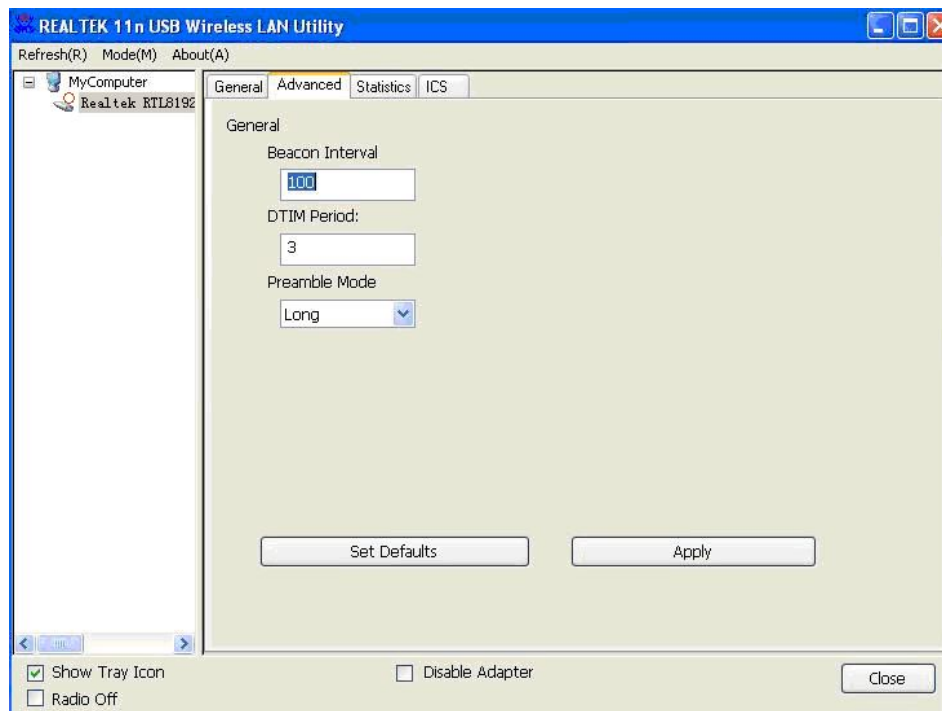 REALTEK 11n USB Wireless LAN Utility
Refresh(R) Mode(M) About(A)
MyComputer
Realtek RTL8192
General Advanced Statistics ICS
General
Beacon Interval
100
DTIM Period:
3
Preamble Mode
Long
Set Defaults Apply
Show Tray Icon Disable Adapter
Radio Off
Close